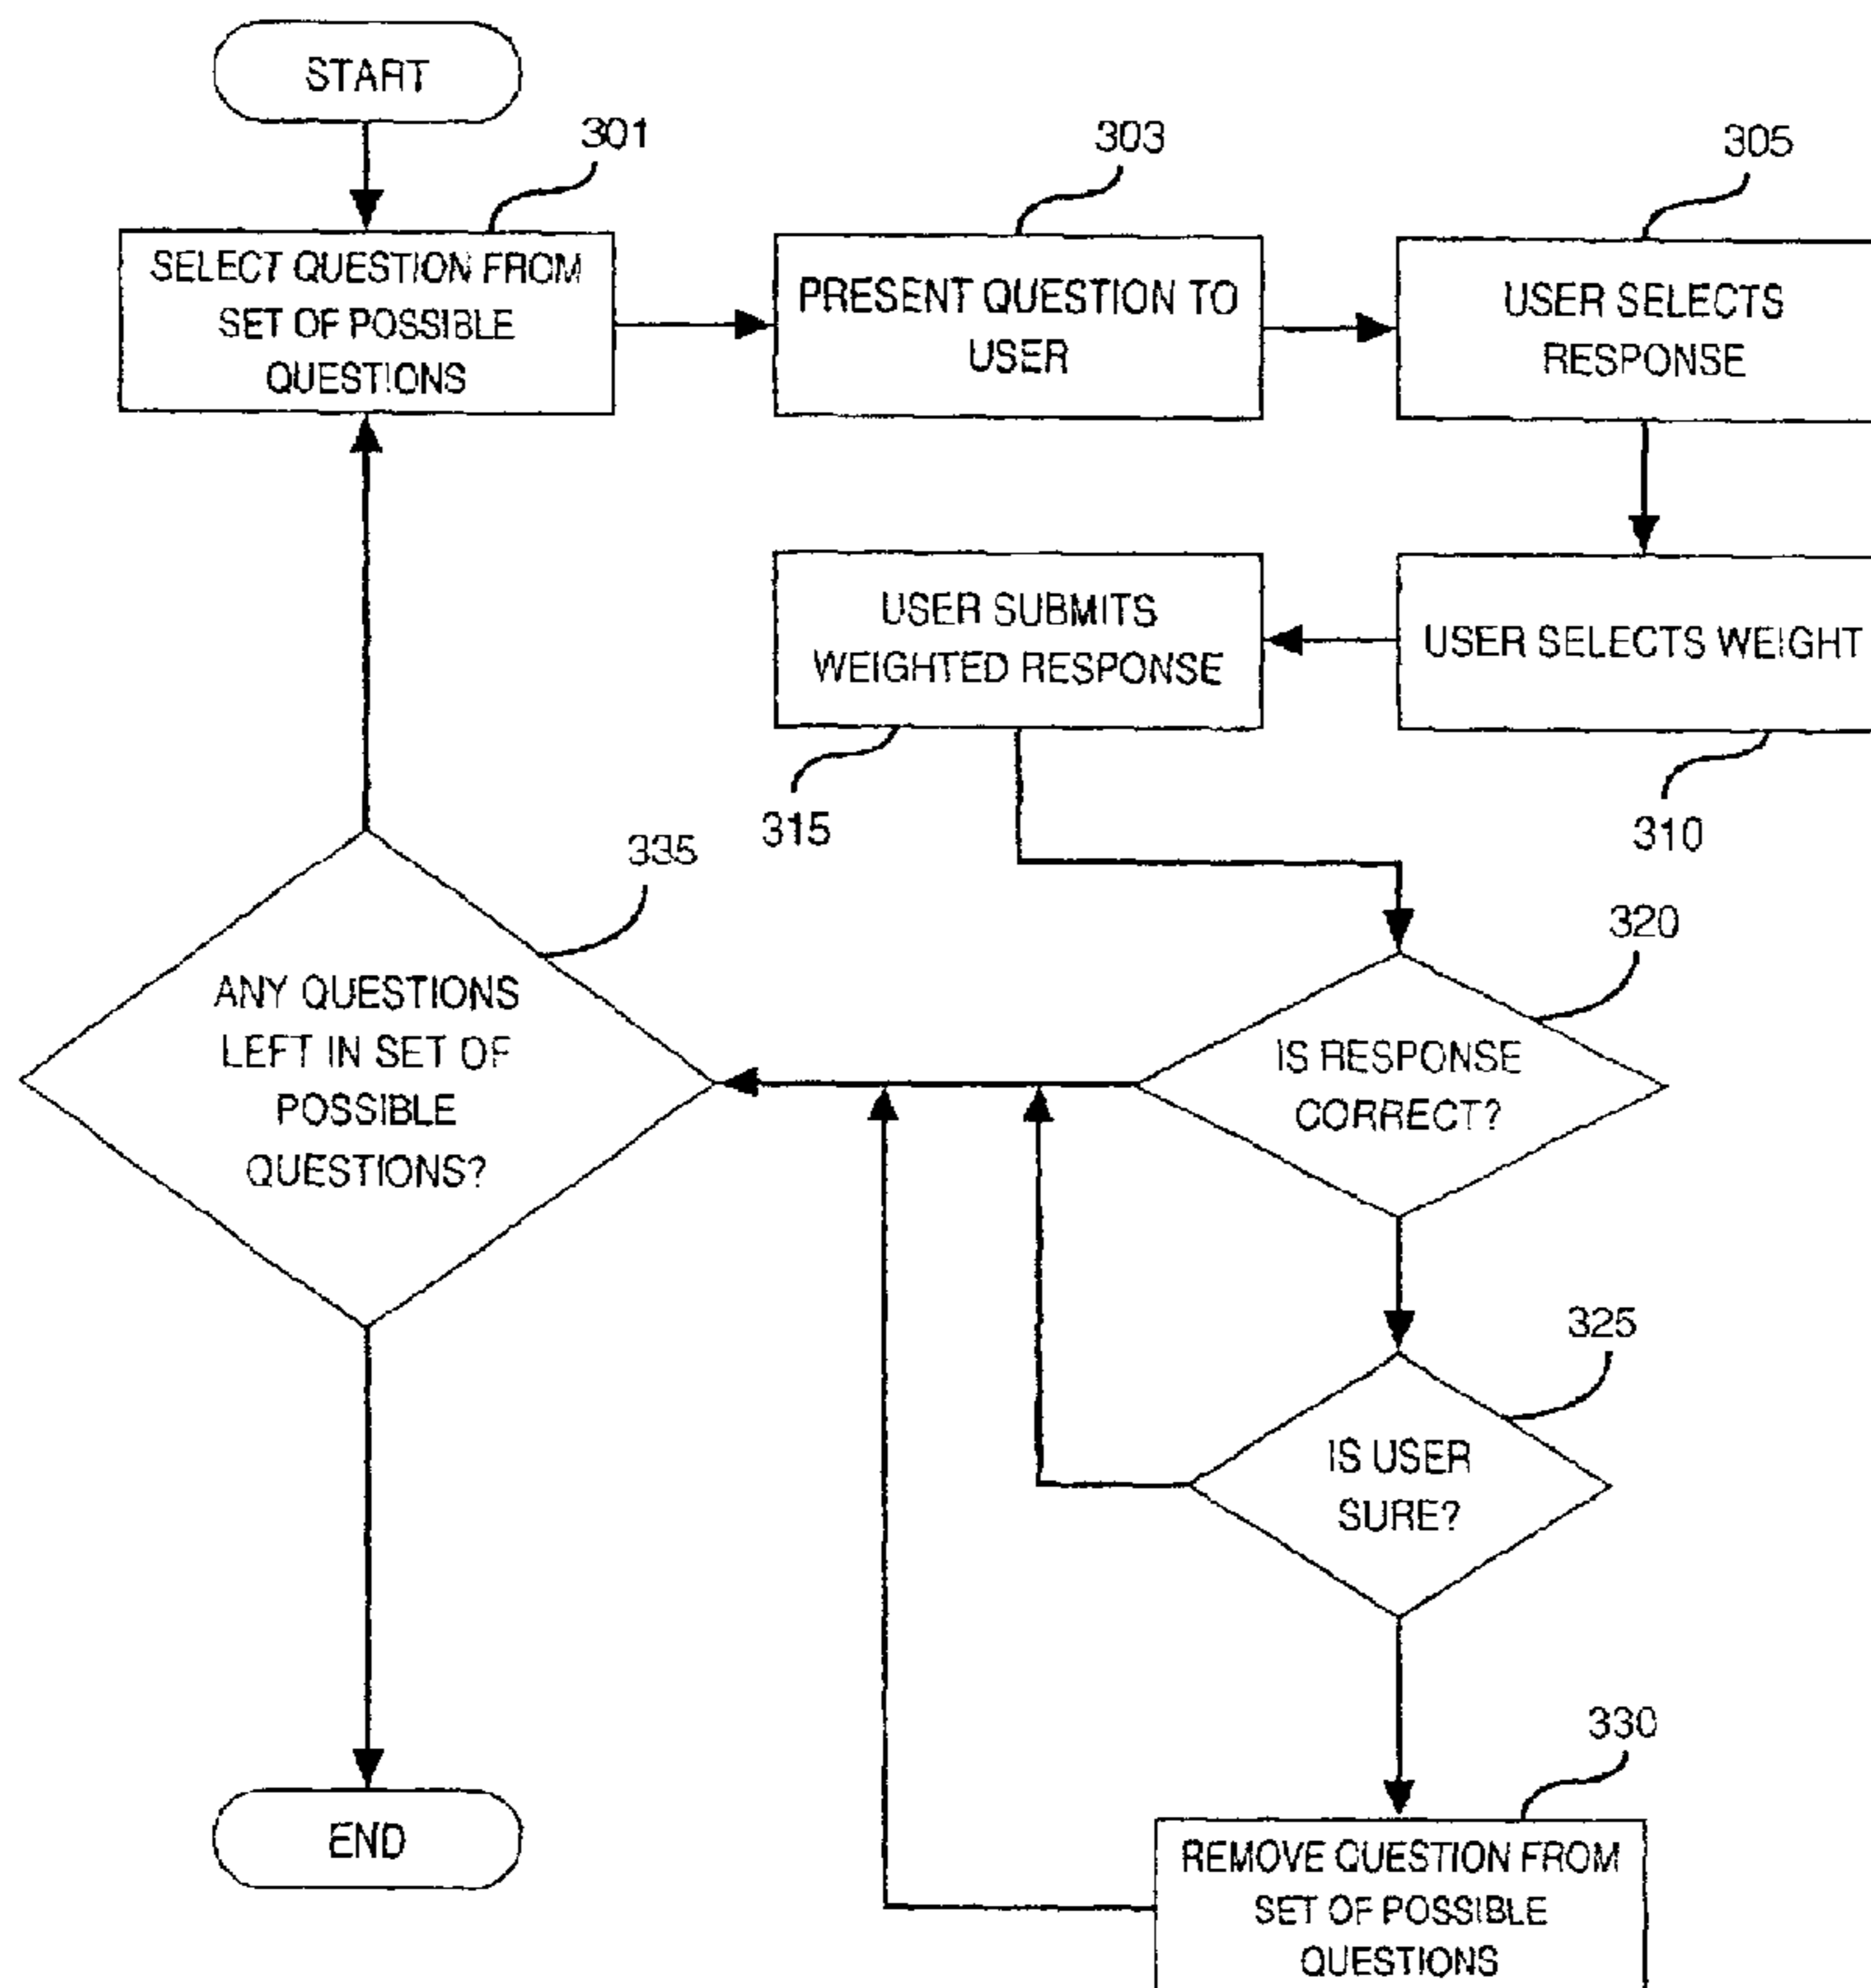 START
301
SELECT QUESTION FROM
SET OF POSSIBLE
QUESTIONS
303
PRESENT QUESTION TO
USER
305
USER SELECTS
RESPONSE
USER SELECTS WEIGHT
310
USER SUBMITS
WEIGHTED RESPONSE
315
320
IS RESPONSE
CORRECT?
325
IS USER
SURE?
330
REMOVE QUESTION FROM
SET OF POSSIBLE
QUESTIONS
335
ANY QUESTIONS
LEFT IN SET OF
POSSIBLE
QUESTIONS?
END